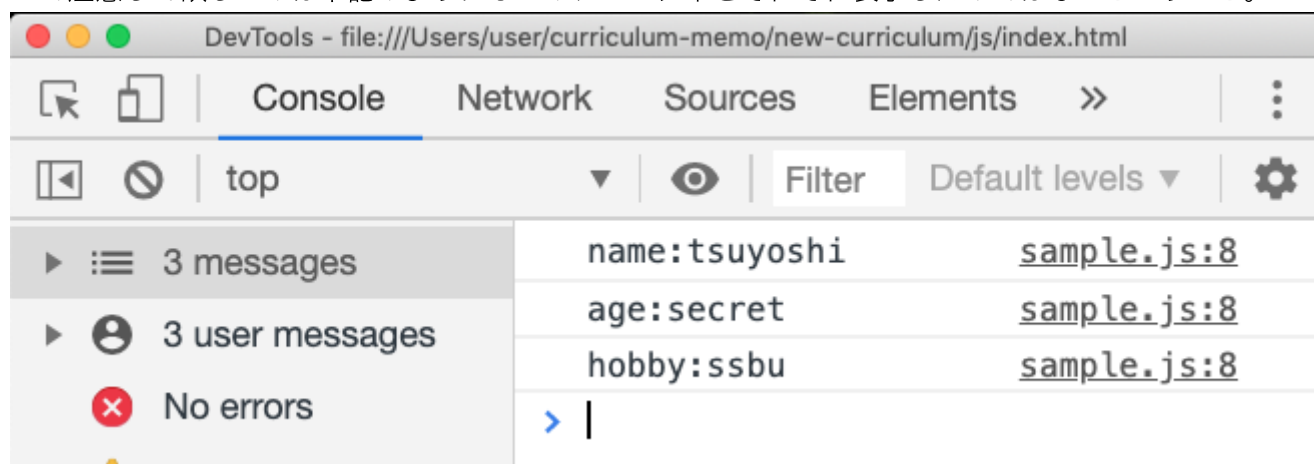 DevTools - file:///Users/user/curriculum-memo/new-curriculum/js/index.html
Console Network Sources Elements »
top Filter Default levels
3 messages
name:tsuyoshi sample.js:8
3 user messages
age:secret sample.js:8
hobby:ssbu sample.js:8
No errors
>